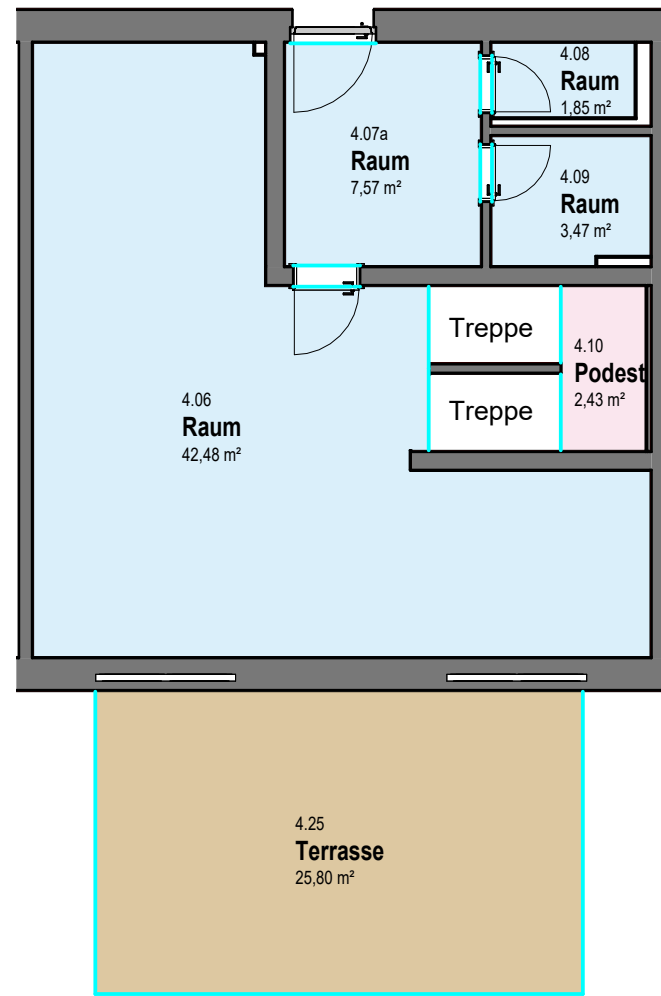 4.08
Raum
1,85 m²
4.07a
Raum
7,57 m²
4.09
Raum
3,47 m²
Treppe
4.10
Podest
2,43 m²
Treppe
4.06
Raum
42,48 m²
4.25
Terrasse
25,80 m²